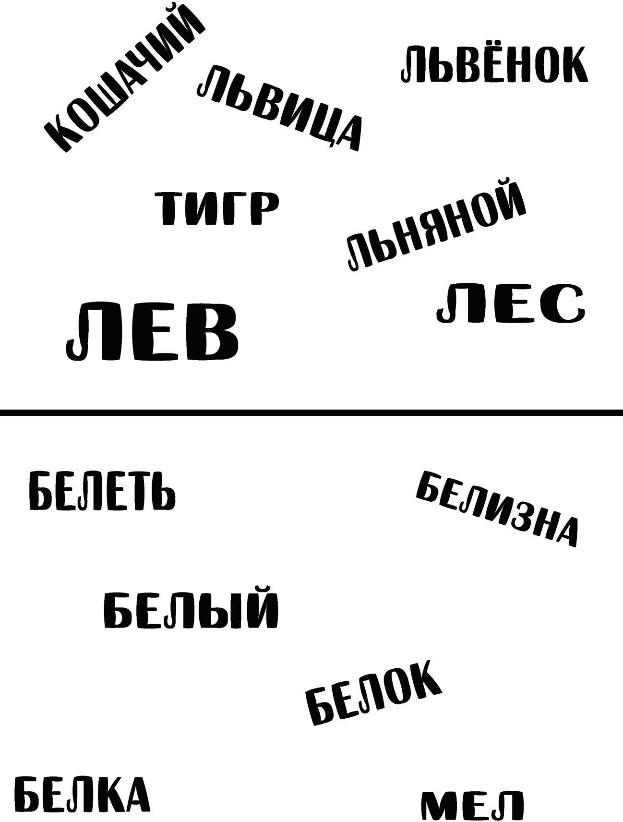 КОШАЧИЙ
ЛЬВИЦА
ЛЬВЁНОК
ТИГР
ЛЬНЯНОЙ
ЛЕВ
ЛЕС
БЕЛЕТЬ
БЕЛИЗНА
БЕЛЫЙ
БЕЛОК
БЕЛКА
МЕЛ